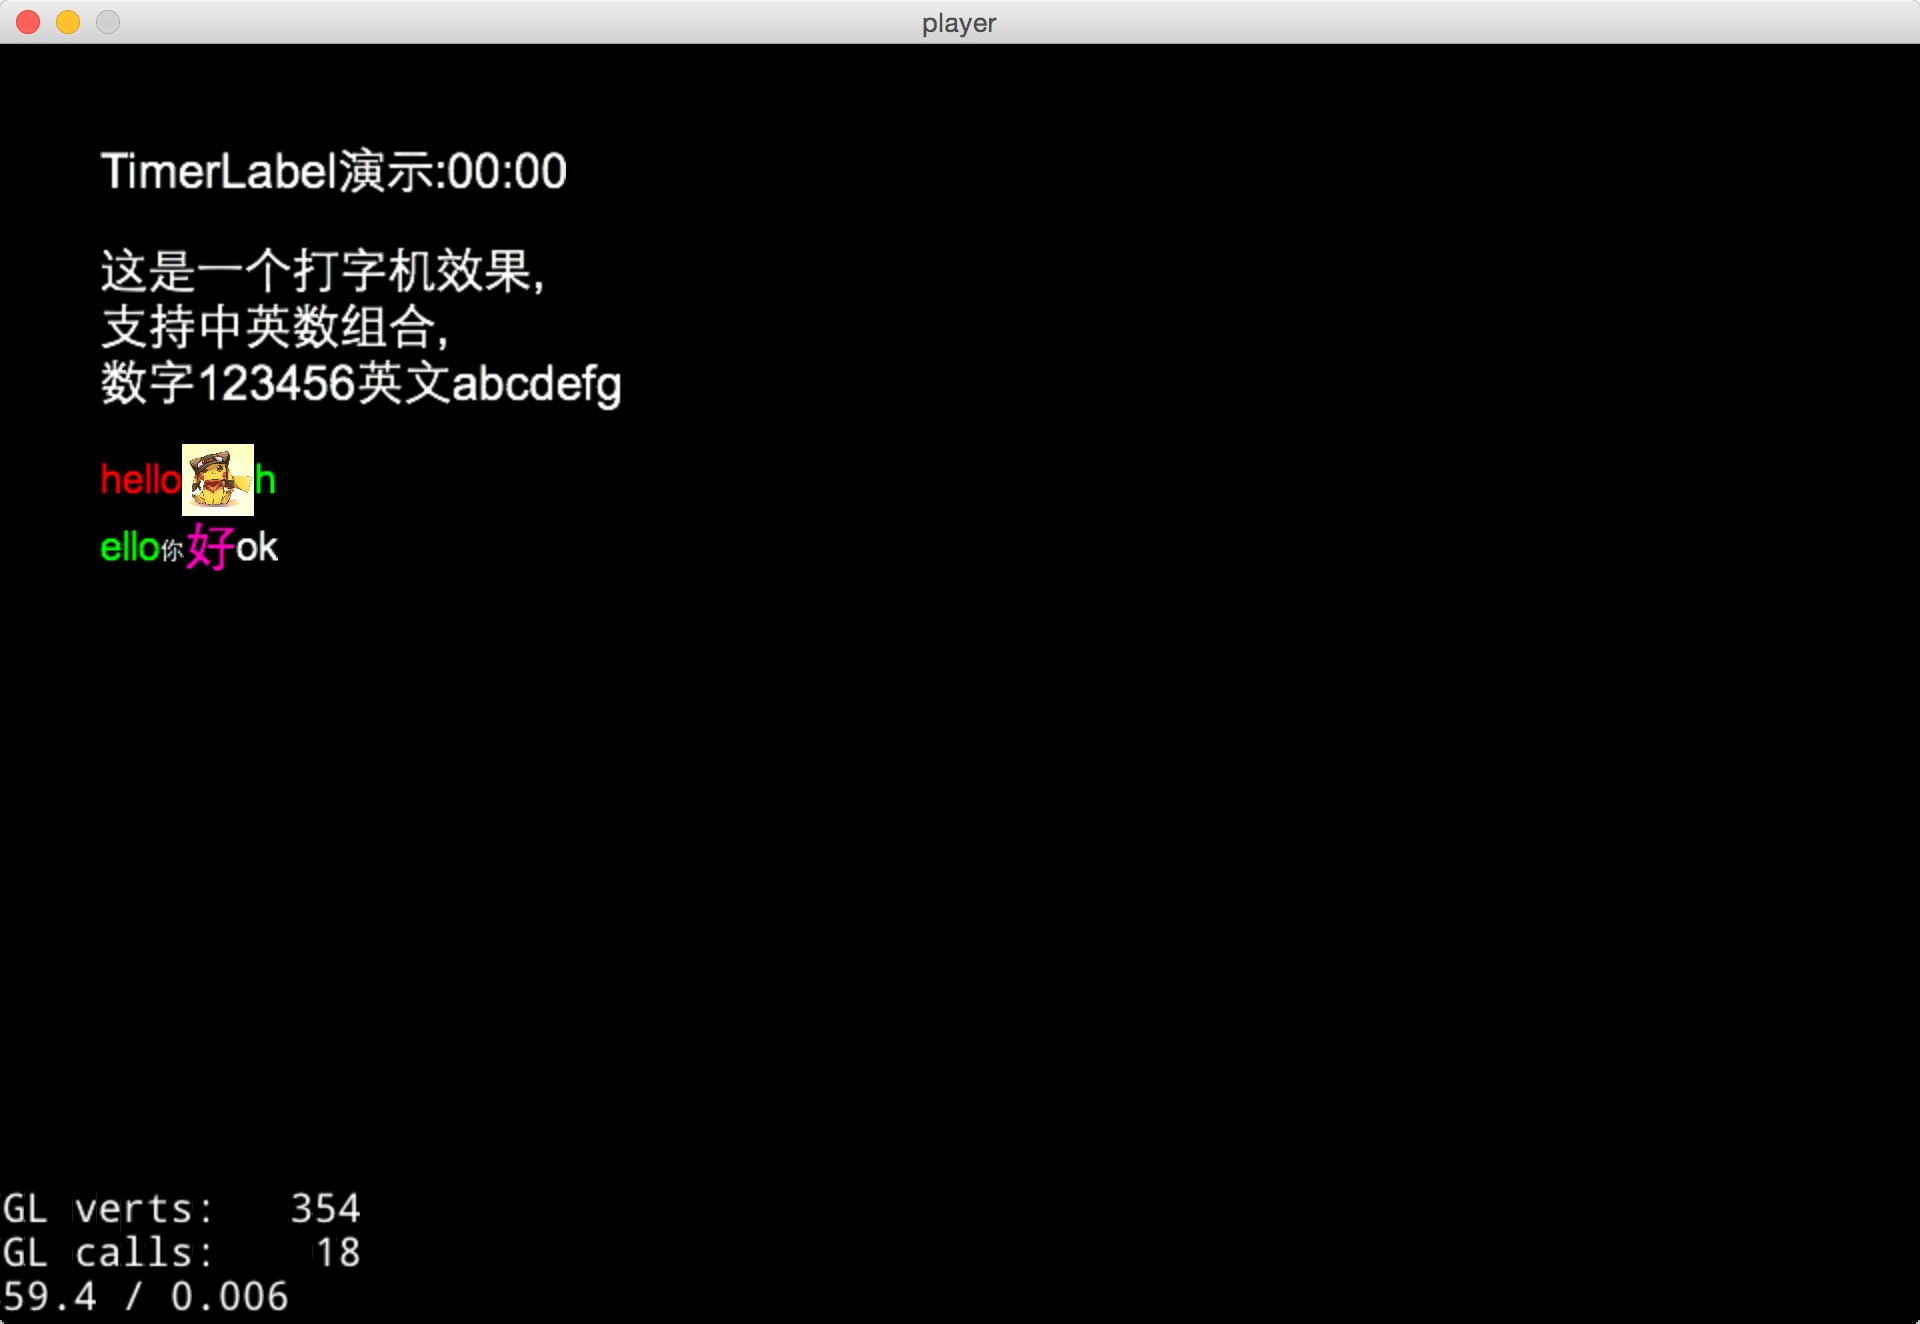 player
TimerLabel演示:00:00
这是一个打字机效果,
支持中英数组合,
数字123456英文abcdefg
helloh
ello你好ok
GL verts: 354
GL calls: 18
59.4 / 0.006